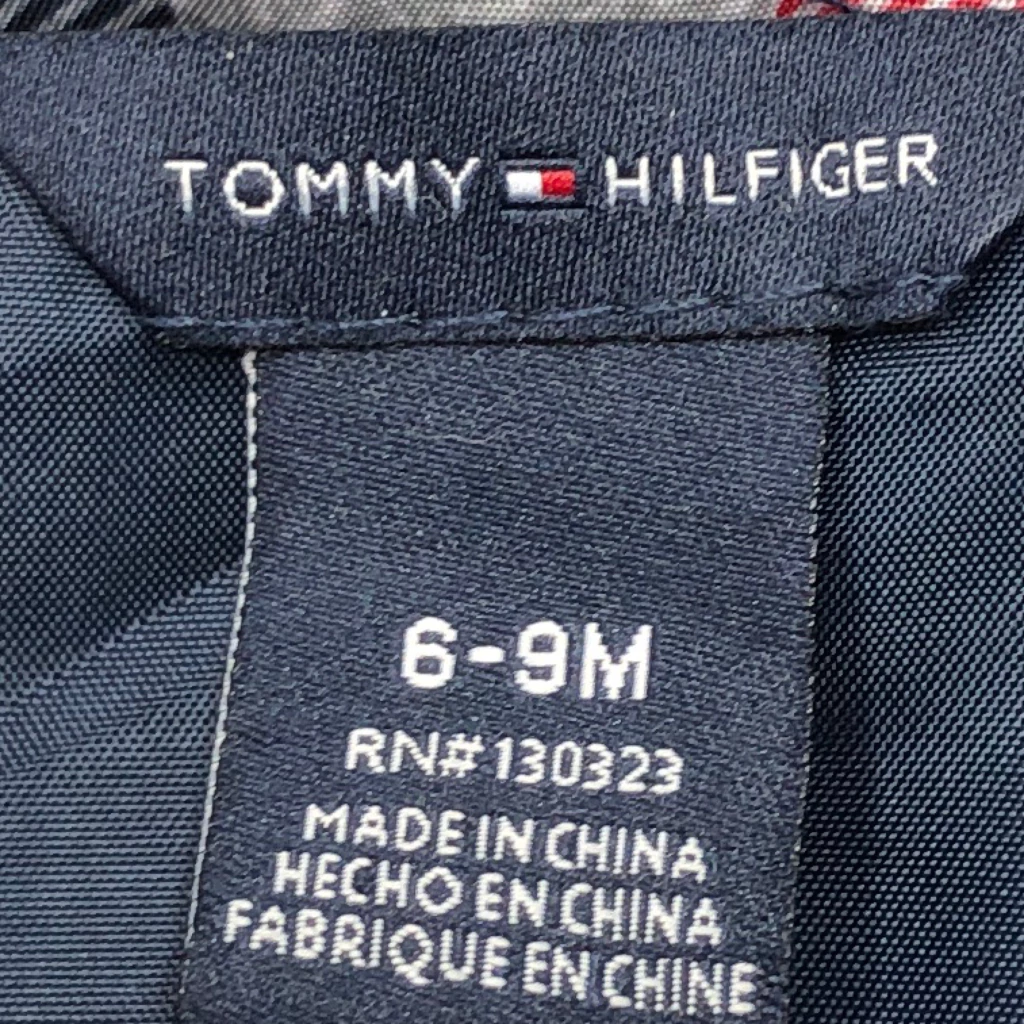 TOMMY HILFIGER
6-9M
RN#130323
MADE IN CHINA
HECHO EN CHINA
FABRIQUE EN CHINE